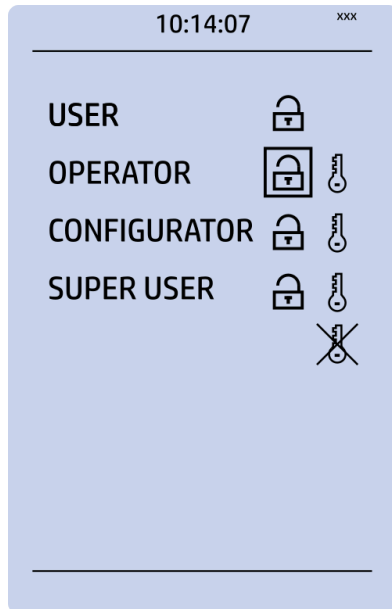 10:14:07 xxx
USER
OPERATOR
CONFIGURATOR
SUPER USER